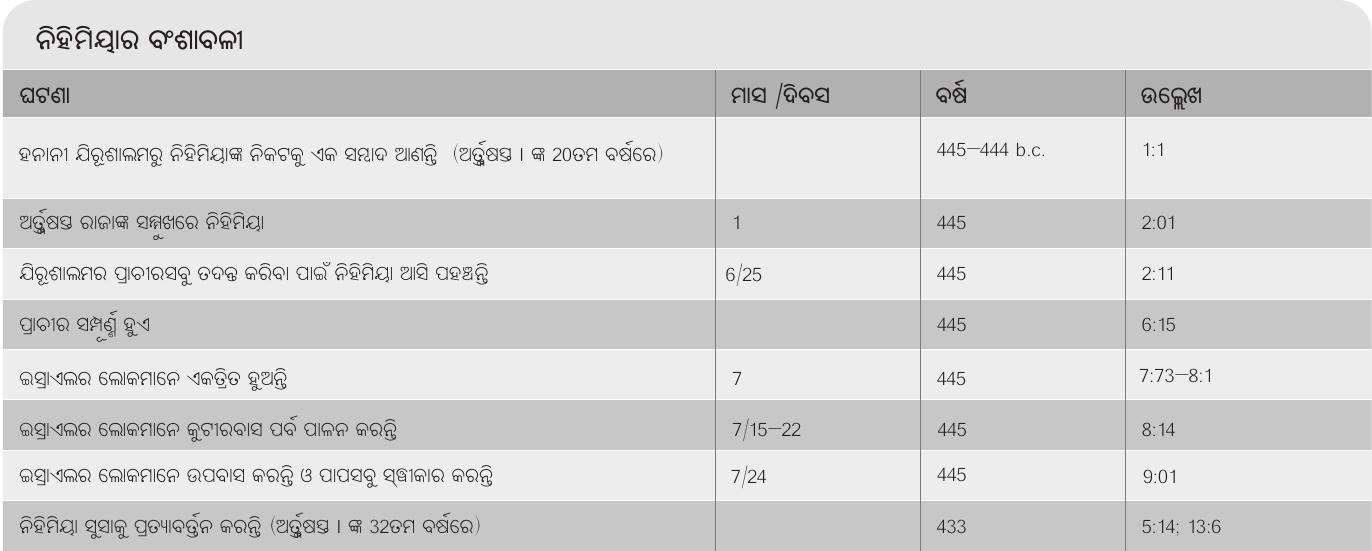 ନିହିମିୟାର ବଂଶାବଳୀ
ଘଟଣା ମାସ /ଦିବସ ବର୍ଷ ଉଲ୍ଲେଖ
ହନାନୀ ଯିରୂଶାଲମରୁ ନିହିମିୟାଙ୍କ ନିକଟକୁ ଏକ ସମ୍ବାଦ ଆଣନ୍ତି (ଅର୍ତ୍ତକ୍ଷସ୍ତ I ଙ୍କ 20ତମ ବର୍ଷରେ) 445–444 b.c. 1:1
ଅର୍ତ୍ତକ୍ଷସ୍ତ ରାଜାଙ୍କ ସମ୍ମୁଖରେ ନିହିମିୟା 1 445 2:01
ଯିରୂଶାଲମର ପ୍ରାଚୀରସବୁ ତଦନ୍ତ କରିବା ପାଇଁ ନିହିମିୟା ଆସି ପହଞ୍ଚନ୍ତି 6/25 445 2:11
ପ୍ରାଚୀର ସମ୍ପୂର୍ଣ୍ଣ ହୁଏ 445 6:15
ଇସ୍ରାଏଲର ଲୋକମାନେ ଏକତ୍ରିତ ହୁଅନ୍ତି 7 445 7:73–8:1
ଇସ୍ରାଏଲର ଲୋକମାନେ କୁଟୀରବାସ ପର୍ବ ପାଳନ କରନ୍ତି 7/15–22 445 8:14
ଇସ୍ରାଏଲର ଲୋକମାନେ ଉପବାସ କରନ୍ତି ଓ ପାପସବୁ ସ୍ୱୀକାର କରନ୍ତି 7/24 445 9:01
ନିହିମିୟା ସୁସାକୁ ପ୍ରତ୍ୟାବର୍ତ୍ତନ କରନ୍ତି (ଅର୍ତ୍ତକ୍ଷସ୍ତ I ଙ୍କ 32ତମ ବର୍ଷରେ) 433 5:14; 13:6